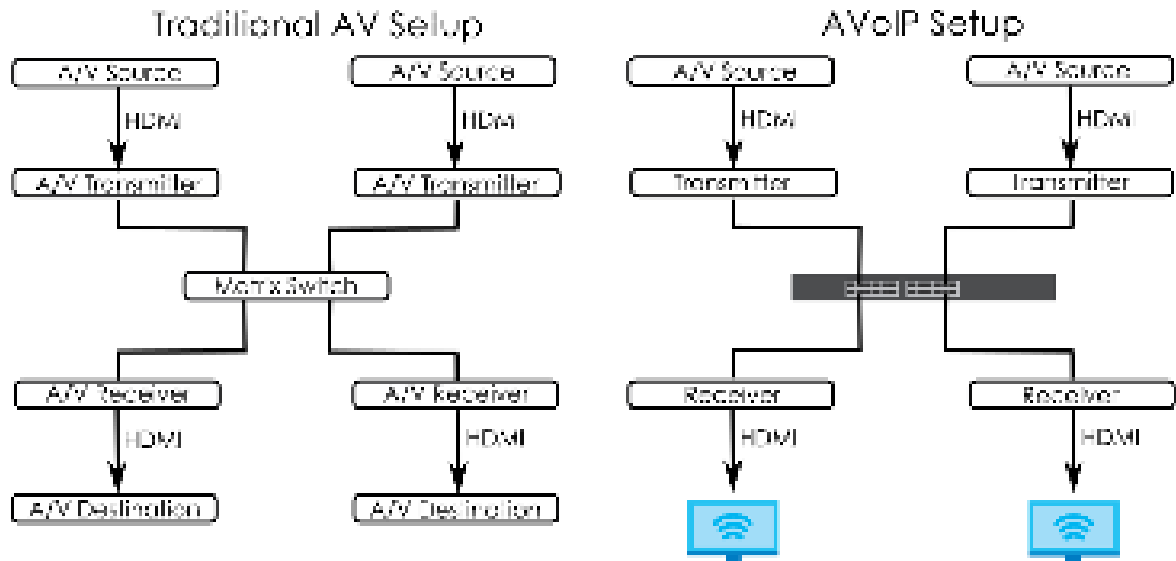 Traditional AV Setup
A/V Source
A/V Source
HDMI
HDMI
A/V Transmitter
A/V Transmitter
Matrix Switch
A/V Receiver
A/V Receiver
HDMI
HDMI
A/V Destination
A/V Destination
AVoIP Setup
A/V Source
A/V Source
HDMI
HDMI
Transmitter
Transmitter
Receiver
Receiver
HDMI
HDMI